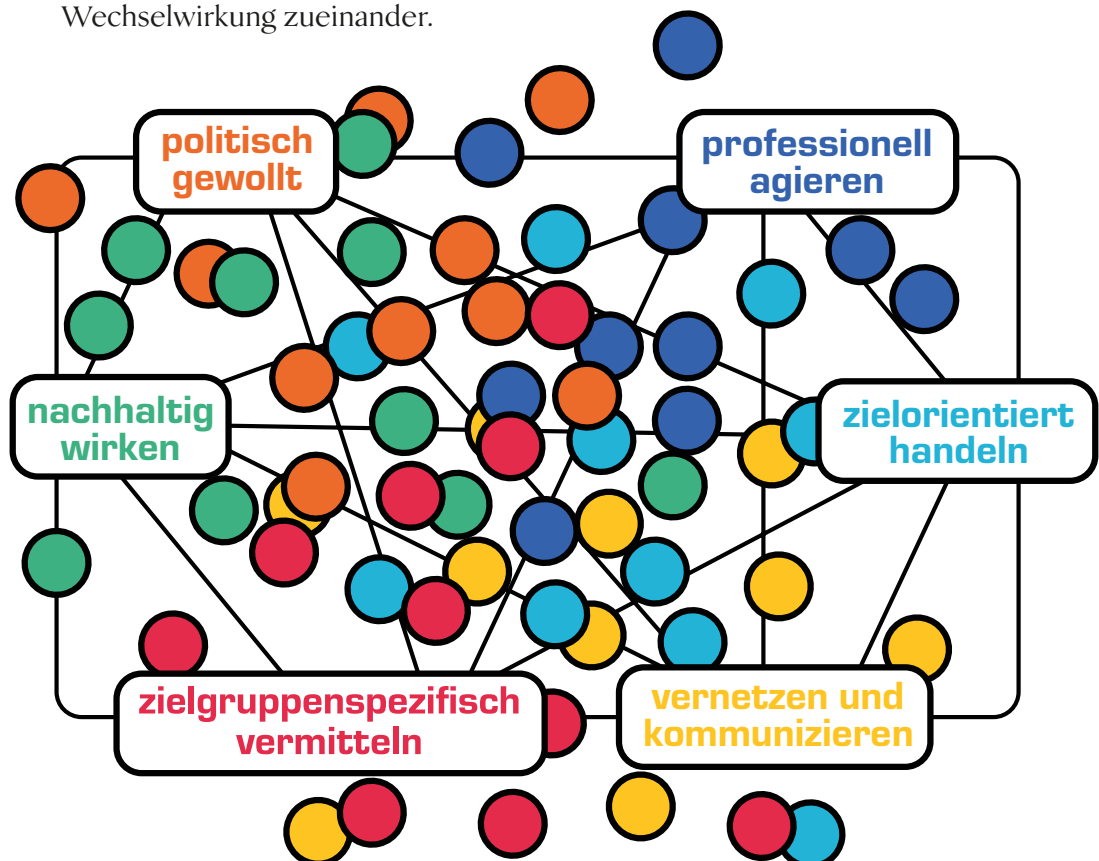 Wechselwirkung zueinander.
politisch
gewollt
professionell
agieren
nachhaltig
wirken
zielorientiert
handeln
zielgruppenspezifisch
vermitteln
vernetzen und
kommunizieren